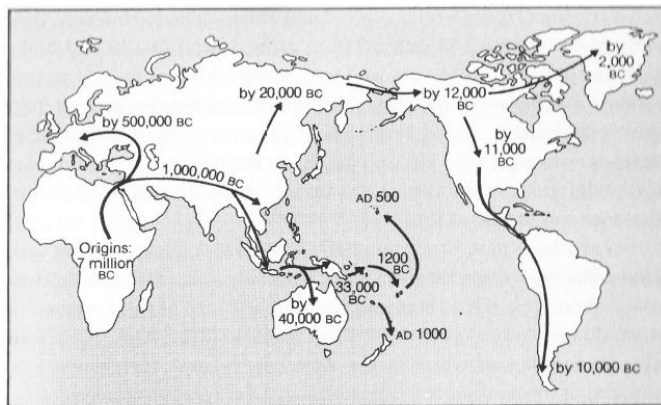 by
2,000
BC
by 20,000 BC
by 12,000
BC
by 500,000 BC
by
11,000
BC
1,000,000 BC
AD 500
Origins:
7 million
BC
1200
BC
33,000
BC
by
40,000 BC
AD 1000
by 10,000 BC